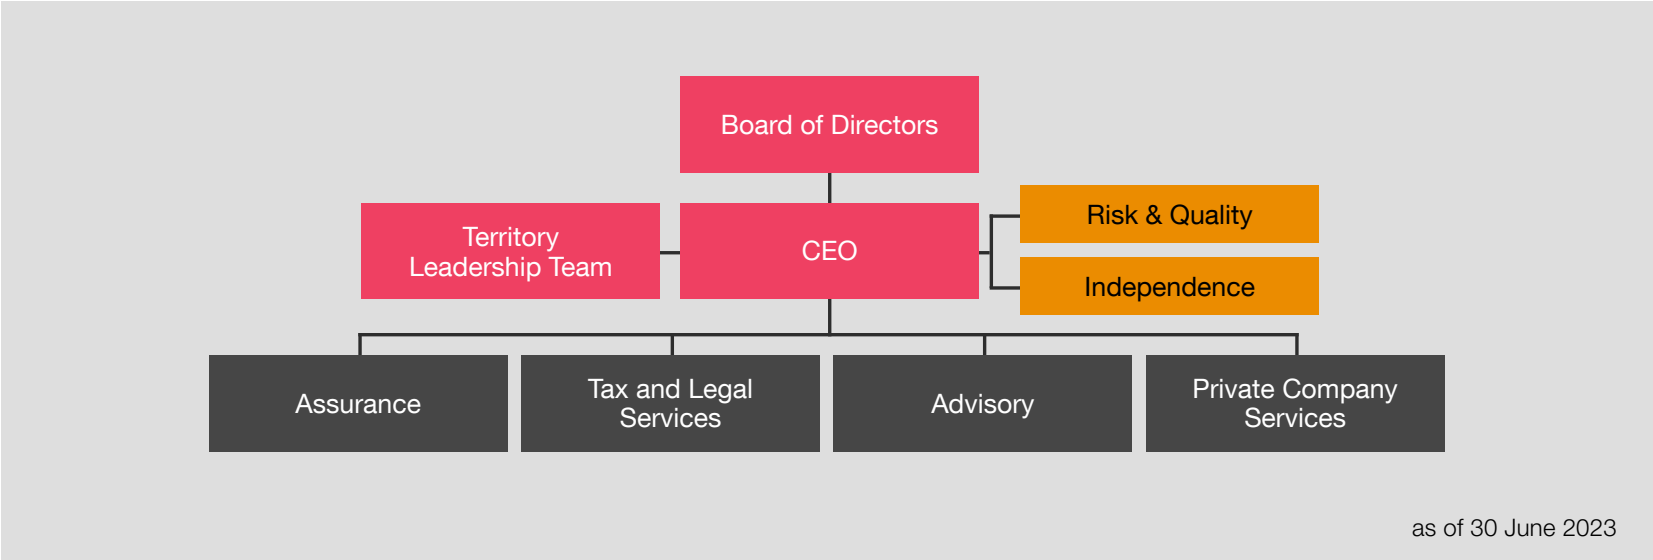 Board of Directors
Territory
Leadership Team
CEO
Risk & Quality
Independence
Assurance
Tax and Legal
Services
Advisory
Private Company
Services
as of 30 June 2023